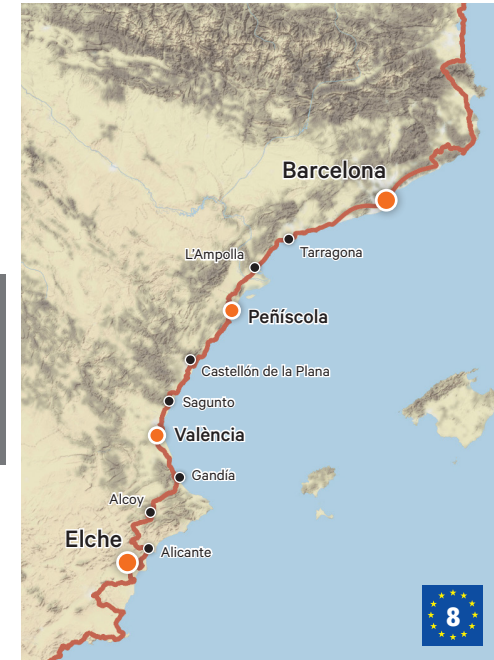 Barcelona
Tarragona
L'Ampolla
Peñíscola
Castellón de la Plana
Sagunto
València
Gandía
Alcoy
Elche
Alicante
8